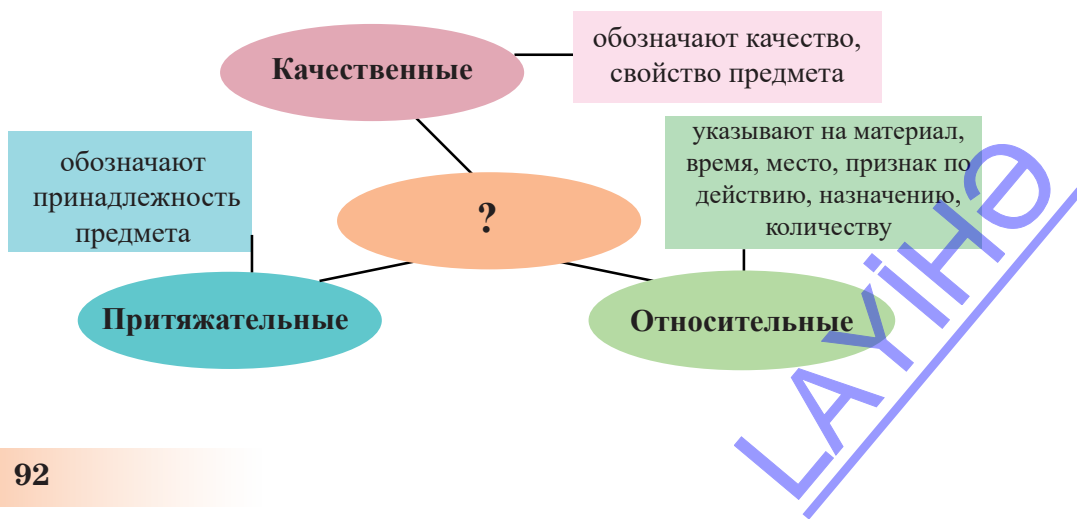 Качественные
обозначают качество,
свойство предмета
обозначают
принадлежность
предмета
?
указывают на материал,
время, место, признак по
действию, назначению,
количеству
Притяжательные
Относительные
LAYİHƏ
92